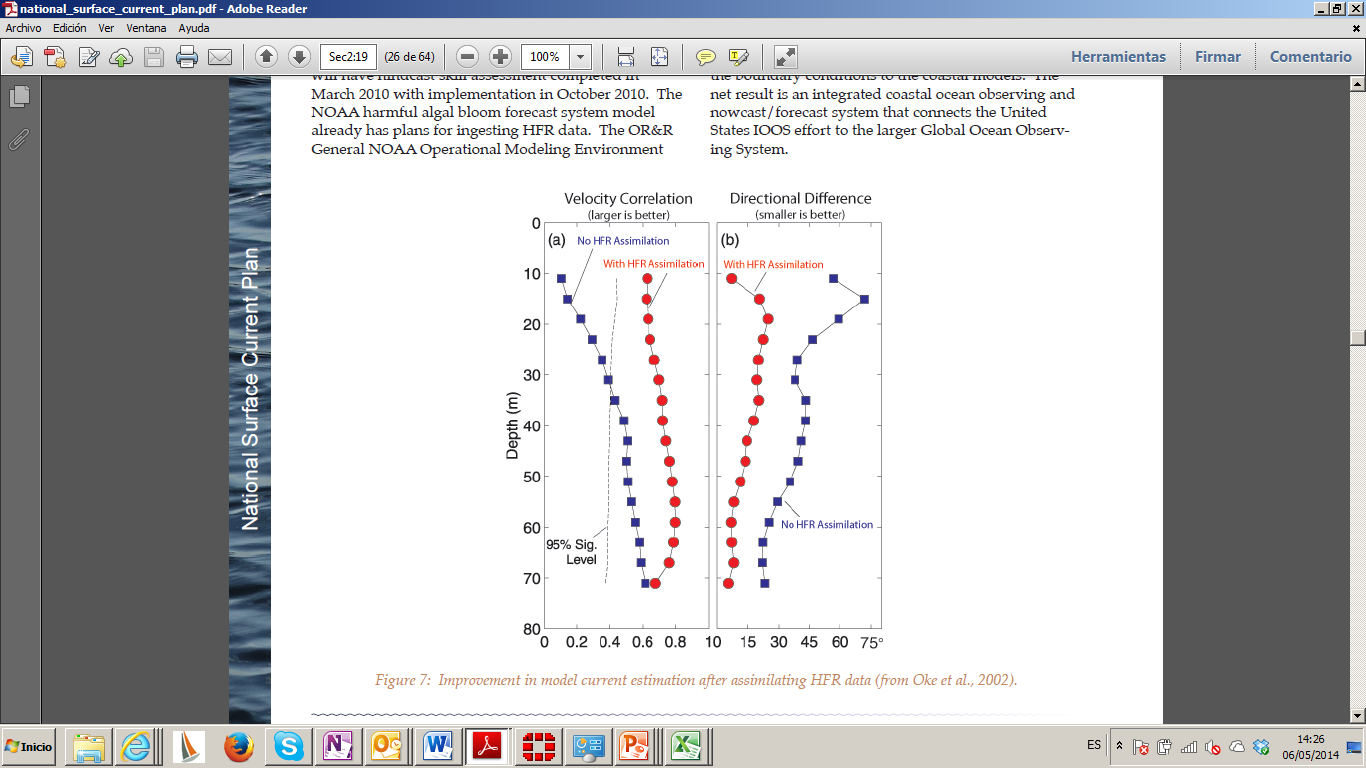 national_surface_current_plan.pdf - Adobe Reader
Archivo Edición Ver Ventana Ayuda
Sec2:19 (26 de 64) 100% Herramientas Firmar Comentario
will have hindcast skill assessment completed in
March 2010 with implementation in October 2010. The
NOAA harmful algal bloom forecast system model
already has plans for ingesting HFR data. The OR&R
General NOAA Operational Modeling Environment
the boundary conditions to the coastal models. The
net result is an integrated coastal ocean observing and
nowcast/forecast system that connects the United
States IOOS effort to the larger Global Ocean Observ-
ing System.
National Surface Current Plan
Velocity Correlation
(larger is better)
Directional Difference
(smaller is better)
(a)
No HFR Assimilation
With HFR Assimilation
95% Sig.
Level
(b)
With HFR Assimilation
No HFR Assimilation
Depth (m)
0
10
20
30
40
50
60
70
80
0 0.2 0.4 0.6 0.8 10 15 30 45 60 75°
Figure 7: Improvement in model current estimation after assimilating HFR data (from Oke et al., 2002).
Inicio
ES
14:26
06/05/2014